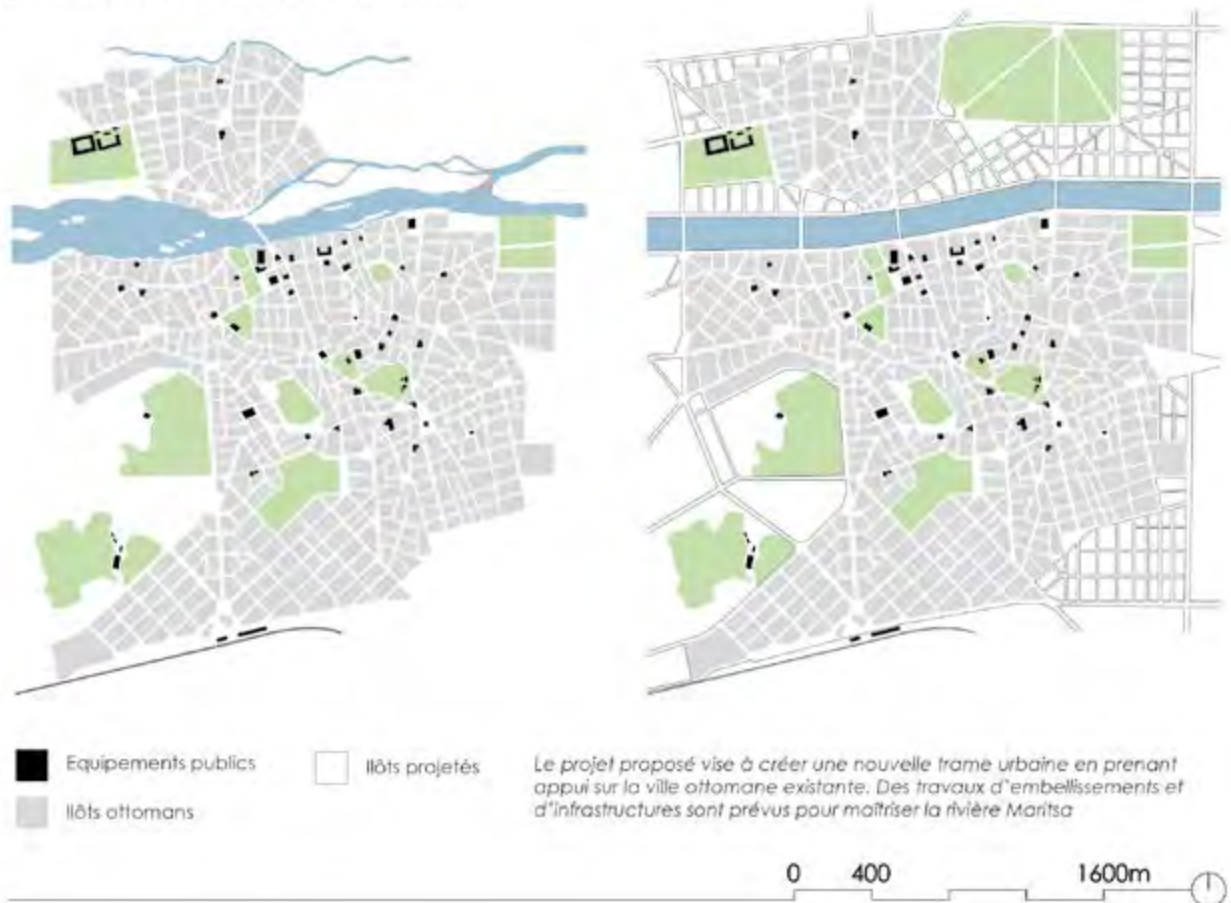 Equipements publics
Ilôts projetés
Ilôts ottomans
Le projet proposé vise à créer une nouvelle trame urbaine en prenant
appui sur la ville ottomane existante. Des travaux d'embellissements et
d'infrastructures sont prévus pour maîtriser la rivière Maritsa
0 400 1600m